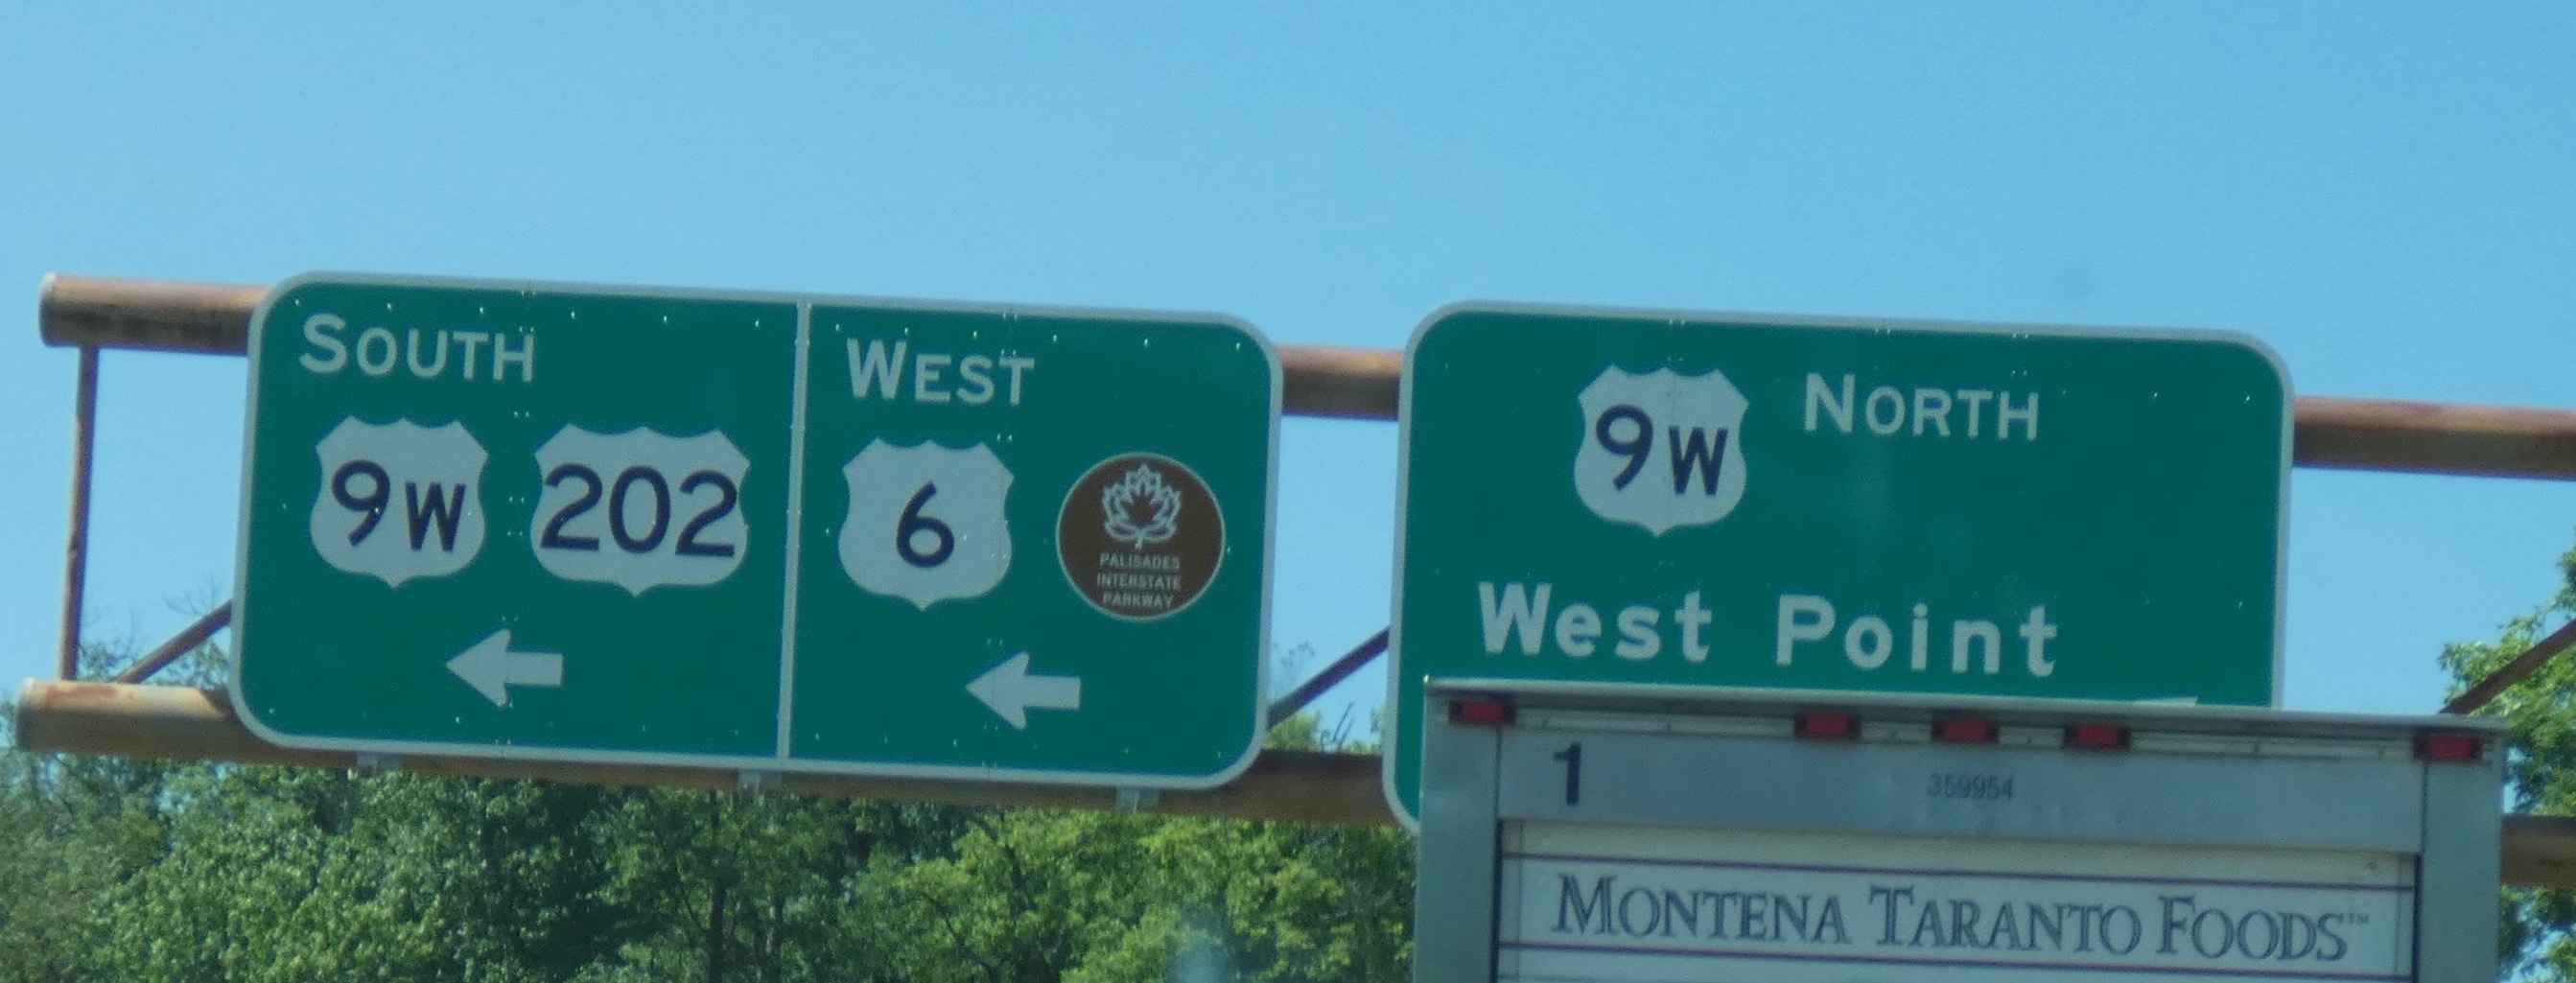 SOUTH
9W 202
WEST
6
PALISADES
INTERSTATE
PARKWAY
9W NORTH
West Point
1
359954
MONTENA TARANTO FOODS™